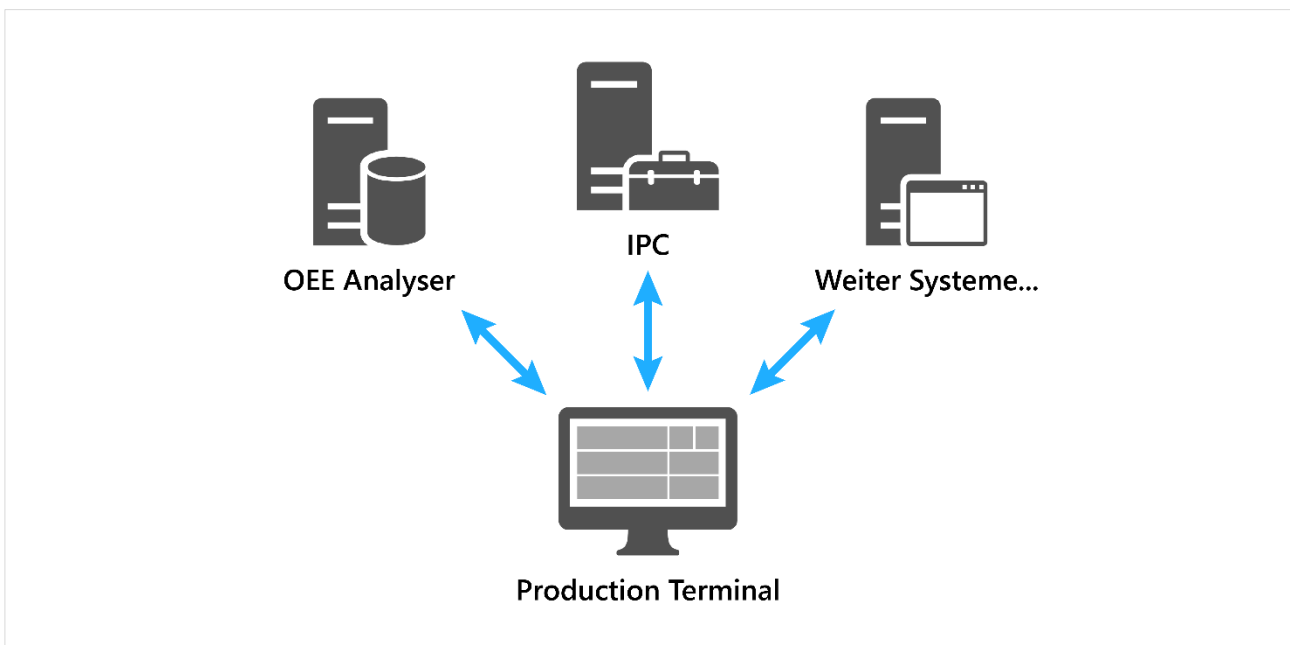 IPC
OEE Analyser
Weiter Systeme...
Production Terminal